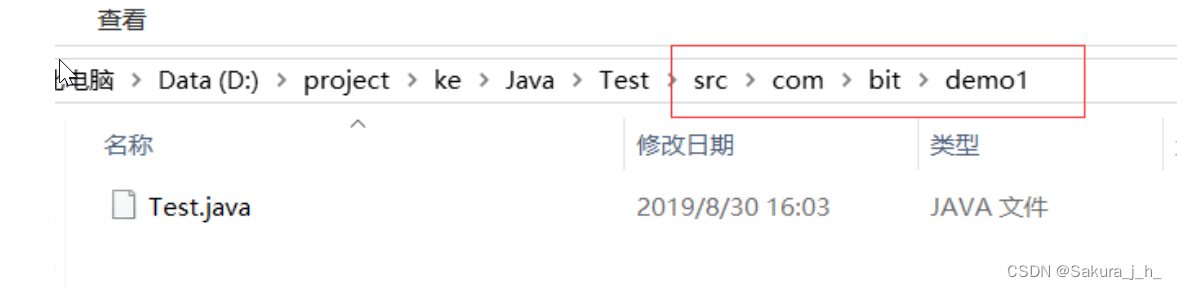 查看
电脑 > Data (D:) > project > ke > Java > Test > src > com > bit > demo1
名称 修改日期 类型
Test.java 2019/8/30 16:03 JAVA 文件
CSDN @Sakura_j_h_